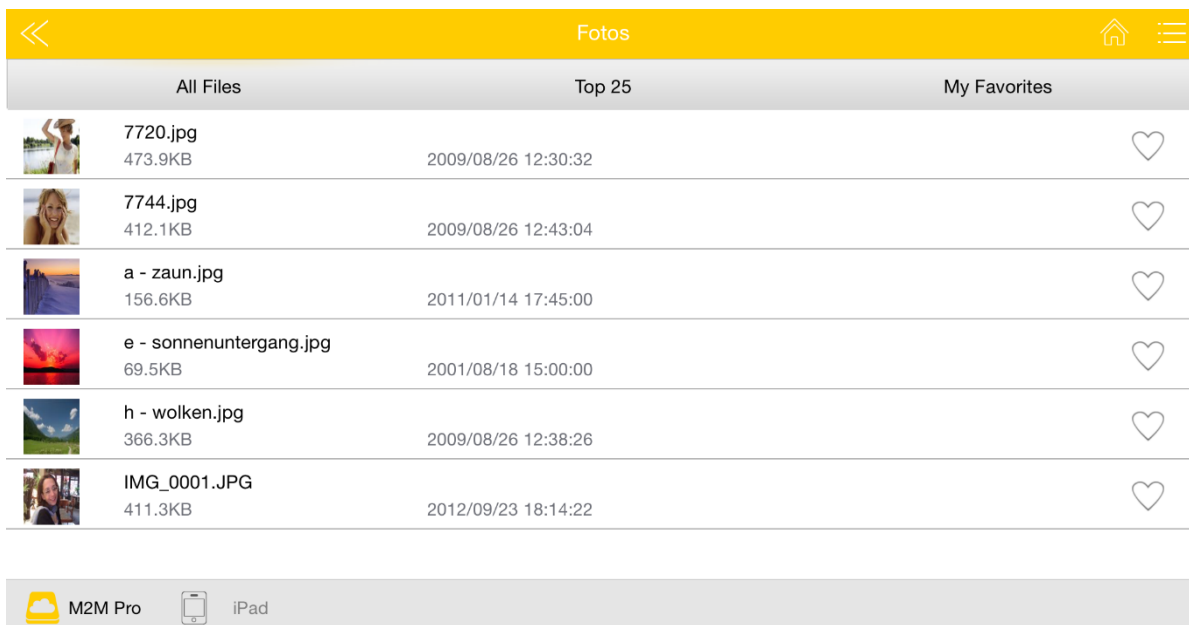 Fotos
All Files Top 25 My Favorites
7720.jpg
473.9KB 2009/08/26 12:30:32
7744.jpg
412.1KB 2009/08/26 12:43:04
a - zaun.jpg
156.6KB 2011/01/14 17:45:00
e - sonnenuntergang.jpg
69.5KB 2001/08/18 15:00:00
h - wolken.jpg
366.3KB 2009/08/26 12:38:26
IMG_0001.JPG
411.3KB 2012/09/23 18:14:22
M2M Pro iPad